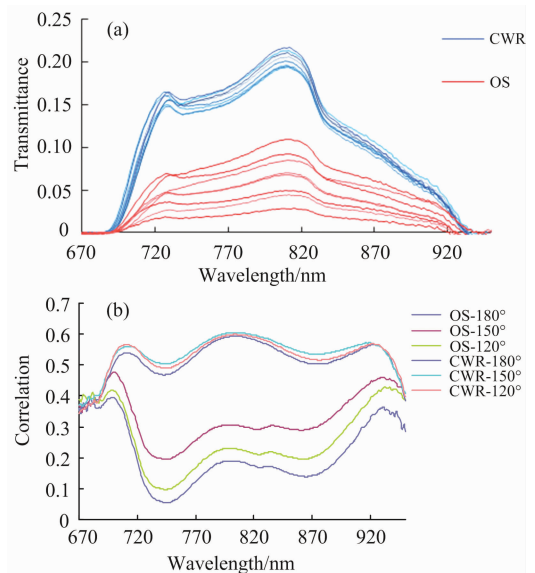 (a)
0.25
0.20
0.15
0.10
0.05
0
Transmittance
670
720
770
820
870
920
Wavelength/nm
CWR
OS
(b)
0.7
0.6
0.5
0.4
0.3
0.2
0.1
0
Correlation
670
720
770
820
870
920
Wavelength/nm
OS-180°
OS-150°
OS-120°
CWR-180°
CWR-150°
CWR-120°